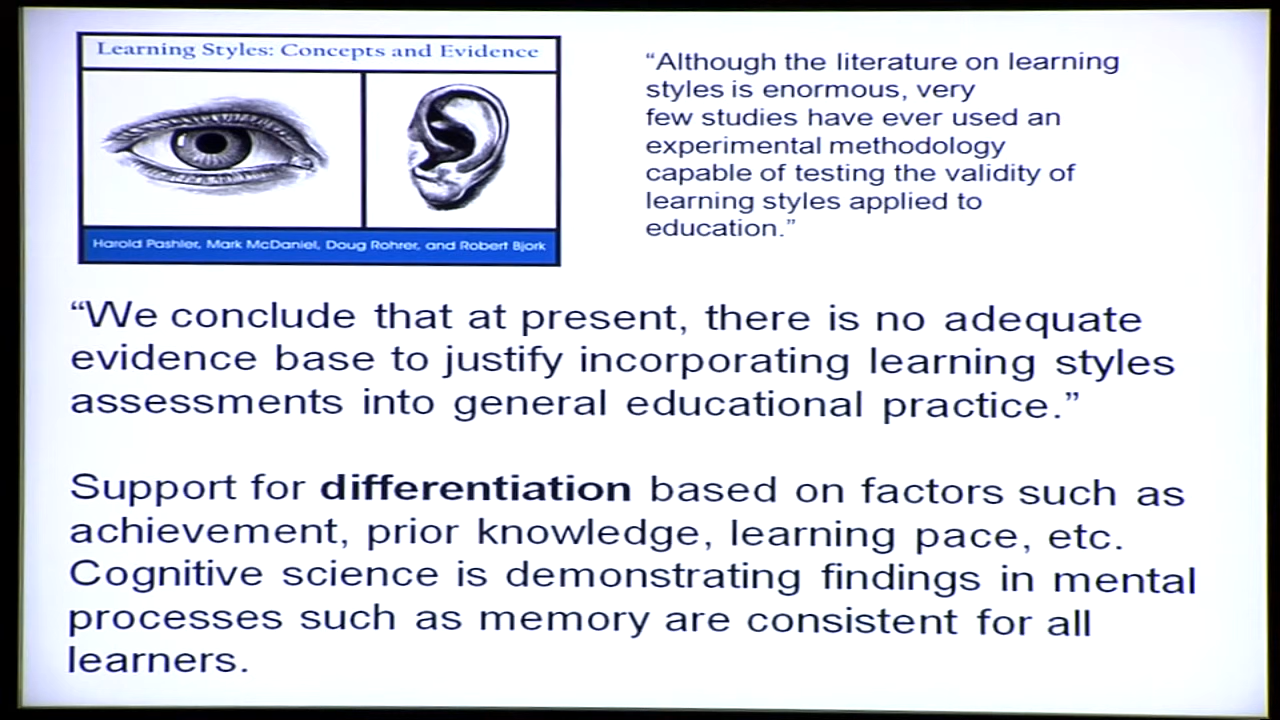 Learning Styles: Concepts and Evidence
Harold Pashler, Mark McDaniel, Doug Rohrer, and Robert Bjork
“Although the literature on learning
styles is enormous, very
few studies have ever used an
experimental methodology
capable of testing the validity of
learning styles applied to
education.”
“We conclude that at present, there is no adequate
evidence base to justify incorporating learning styles
assessments into general educational practice.”
Support for differentiation based on factors such as
achievement, prior knowledge, learning pace, etc.
Cognitive science is demonstrating findings in mental
processes such as memory are consistent for all
learners.